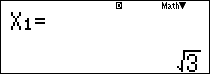 D Math▼
X₁=
√3